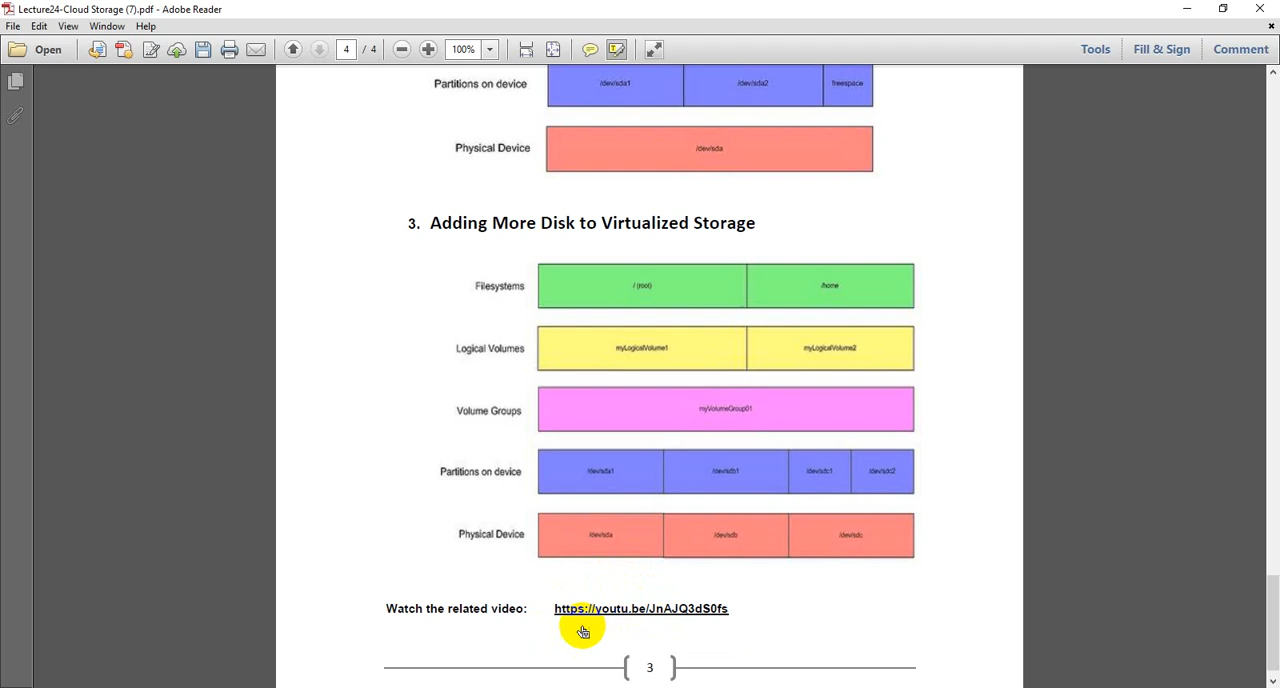 Lecture24-Cloud Storage (7).pdf - Adobe Reader
File Edit View Window Help
Open 4 / 4 100% Tools Fill & Sign Comment
Partitions on device /dev/sda1 /dev/sda2 freespace
Physical Device /dev/sda
3. Adding More Disk to Virtualized Storage
Filesystems / (root) /home
Logical Volumes myLogicalVolume1 myLogicalVolume2
Volume Groups myVolumeGroup01
Partitions on device /dev/sda1 /dev/sdb1 /dev/sdc1 /dev/sdc2
Physical Device /dev/sda /dev/sdb /dev/sdc
Watch the related video: https://youtu.be/JnAJQ3dS0fs
3